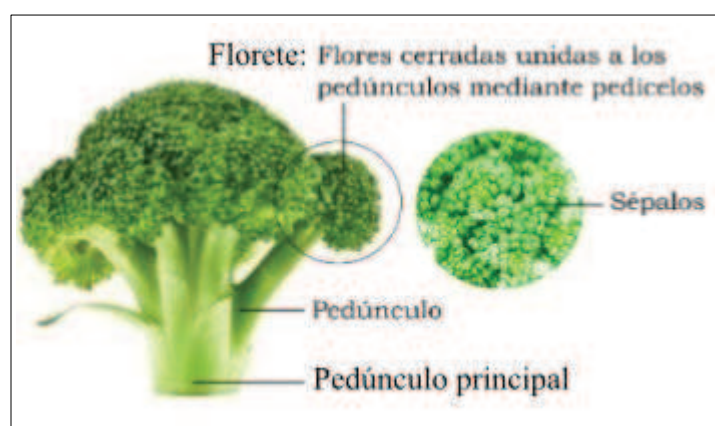 Florete: Flores cerradas unidas a los
pedúnculos mediante pedicelos
Sépalos
Pedúnculo
Pedúnculo principal